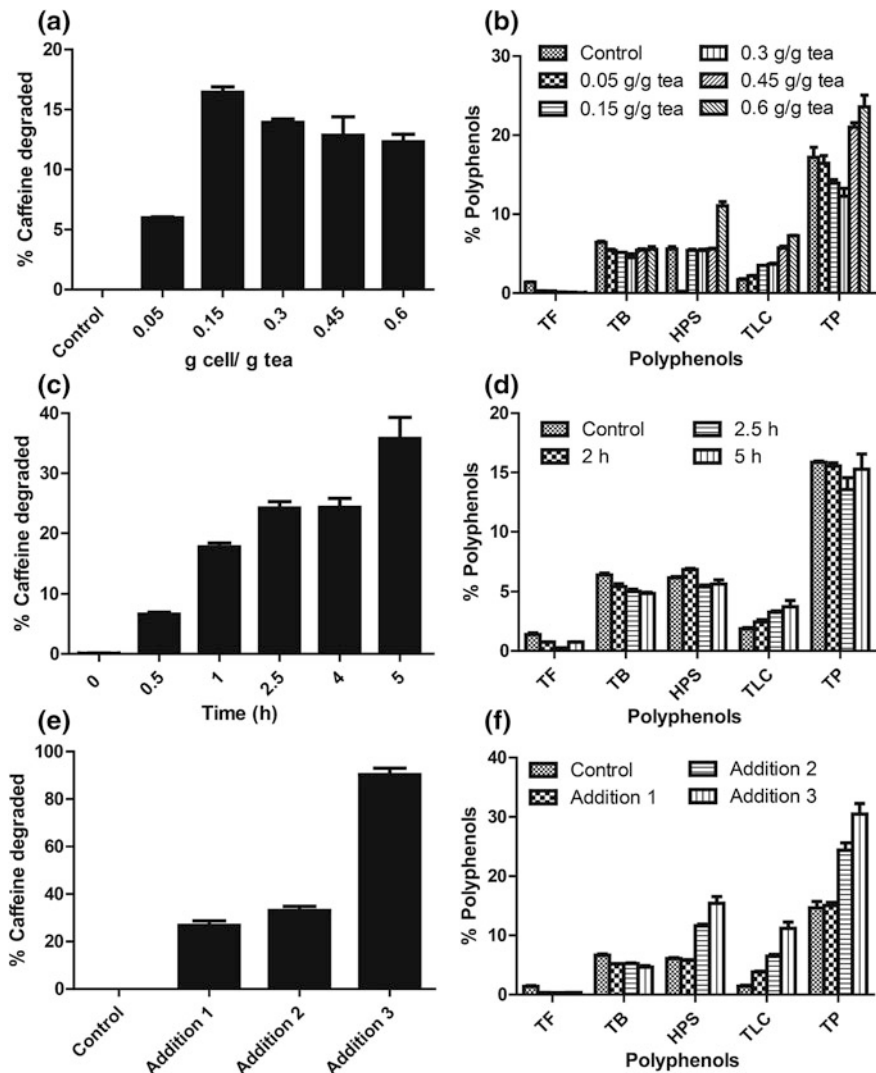 (a)
% Caffeine degraded
20
15
10
5
0
Control
0.05
0.15
0.3
0.45
0.6
g cell/ g tea
(b)
% Polyphenols
30
20
10
0
Control
0.05 g/g tea
0.15 g/g tea
0.3 g/g tea
0.45 g/g tea
0.6 g/g tea
TF
TB
HPS
TLC
TP
Polyphenols
(c)
% Caffeine degraded
40
30
20
10
0
0
0.5
1
2.5
4
5
Time (h)
(d)
% Polyphenols
20
15
10
5
0
Control
2 h
2.5 h
5 h
TF
TB
HPS
TLC
TP
Polyphenols
(e)
% Caffeine degraded
100
80
60
40
20
0
Control
Addition 1
Addition 2
Addition 3
(f)
% Polyphenols
40
30
20
10
0
Control
Addition 1
Addition 2
Addition 3
TF
TB
HPS
TLC
TP
Polyphenols